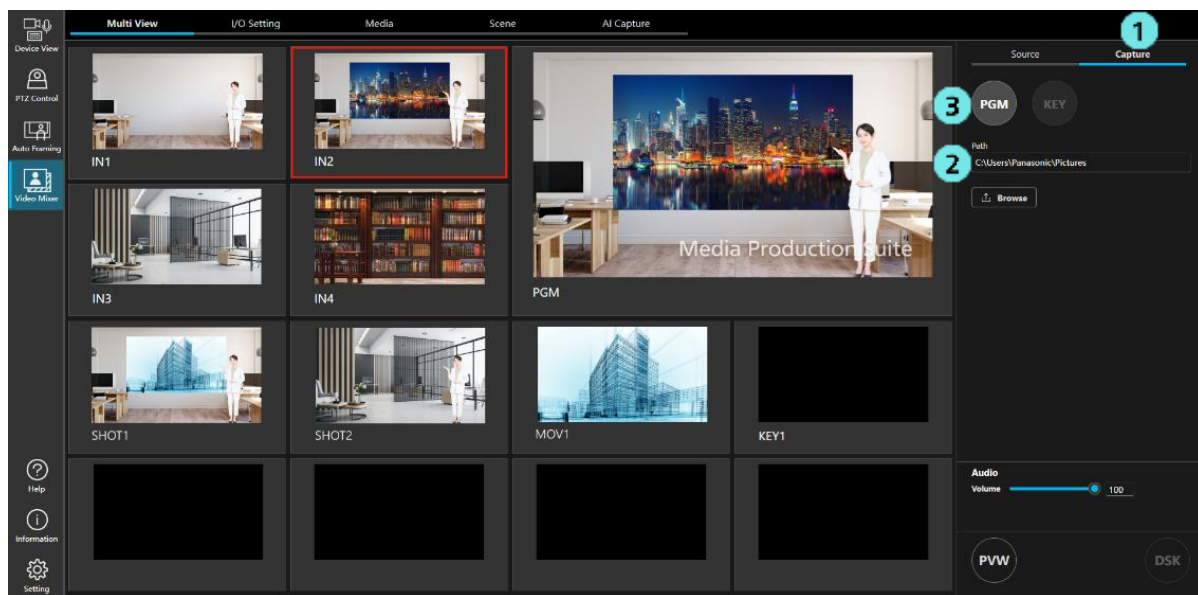 Device View
PTZ Control
Auto Framing
Video Mixer
Help
Information
Setting
Multi View
I/O Setting
Media
Scene
AI Capture
IN1
IN2
Media Production Suite
PGM
IN3
IN4
SHOT1
SHOT2
MOV1
KEY1
1
Source
Capture
3
PGM
KEY
Path
2
C:\Users\Panasonic\Pictures
Browse
Audio
Volume
100
PVW
DSK